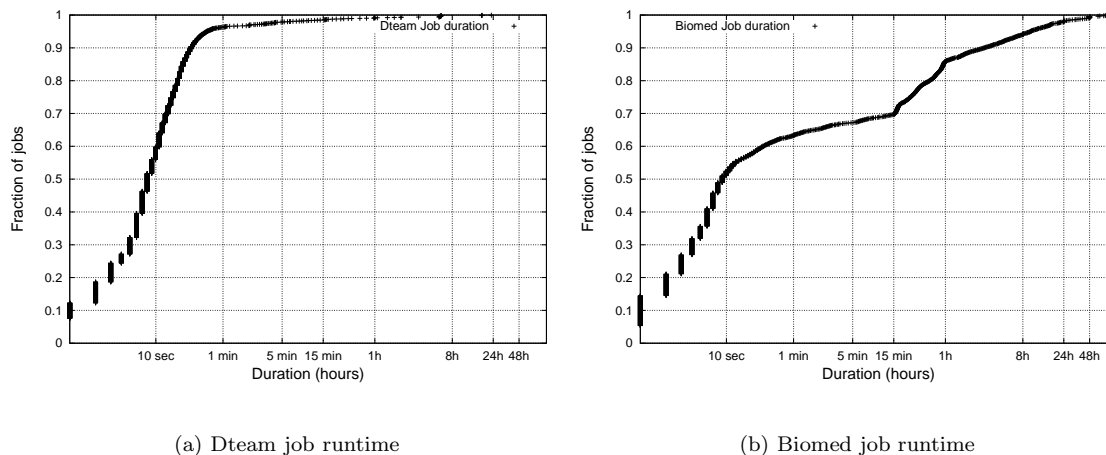 1
0.9
0.8
0.7
0.6
0.5
0.4
0.3
0.2
0.1
0
Fraction of jobs
Dteam Job duration
10 sec 1 min 5 min 15 min 1h 8h 24h 48h
Duration (hours)
(a) Dteam job runtime
1
0.9
0.8
0.7
0.6
0.5
0.4
0.3
0.2
0.1
0
Fraction of jobs
Biomed Job duration
10 sec 1 min 5 min 15 min 1h 8h 24h 48h
Duration (hours)
(b) Biomed job runtime